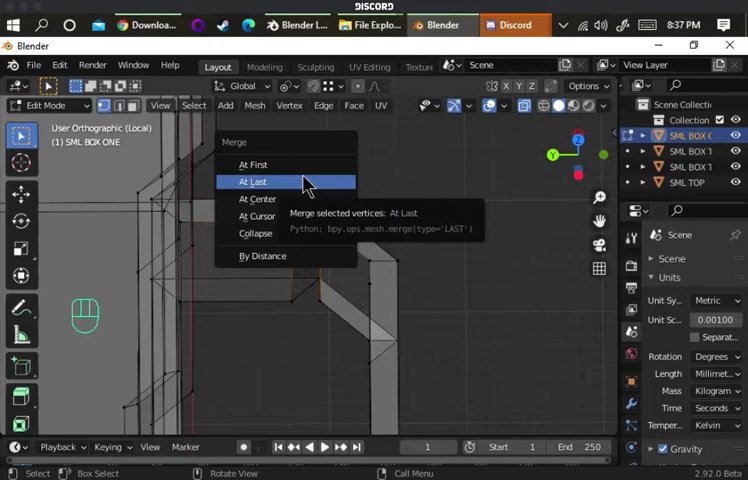 DISCORD
Downloa...
Blender L...
File Explo...
Blender
Discord
8:37 PM
Blender
File Edit Render Window Help Layout Modeling Sculpting UV Editing Textur Scene View Layer
Global X Y Z Options
Edit Mode View Select Add Mesh Vertex Edge Face UV
User Orthographic (Local)
(1) SML BOX ONE
Merge
At First
At Last
At Center
At Cursor
Collapse
By Distance
Merge selected vertices: At Last
Python: bpy.ops.mesh.merge(type='LAST')
Z
Y
Scene Collection
Collection
SML BOX C
SML BOX T
SML BOX T
SML TOP
Scene
Scene
Units
Unit Sy... Metric
Unit Sc... 0.00100
Separat...
Rotation Degrees
Length Millimet...
Mass Kilogram
Time Seconds
Temper... Kelvin
Gravity
Playback Keying View Marker 1 Start 1 End 250
Select Box Select Rotate View Call Menu 2.92.0 Beta